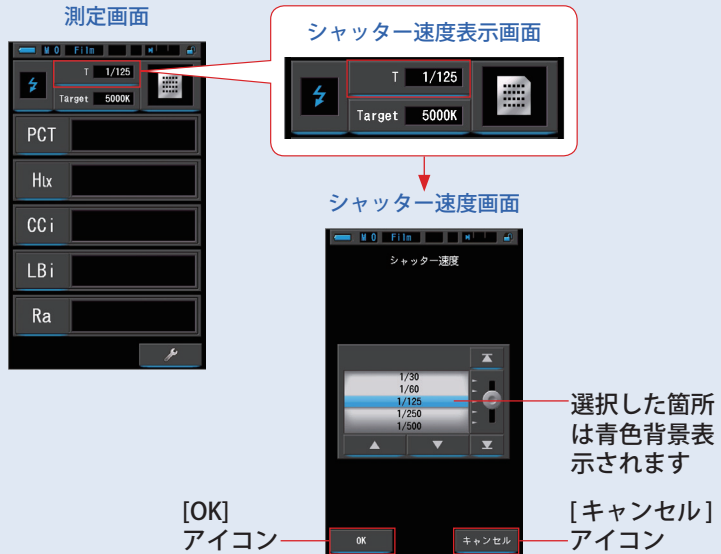 測定画面
M 0 Film
T 1/125
Target 5000K
PCT
HLX
CCi
LBi
Ra
シャッター速度表示画面
T 1/125
Target 5000K
シャッター速度画面
M 0 Film
シャッター速度
1/30
1/60
1/125
1/250
1/500
選択した箇所
は青色背景表
示されます
[OK]
アイコン
OK
キャンセル
[キャンセル]
アイコン